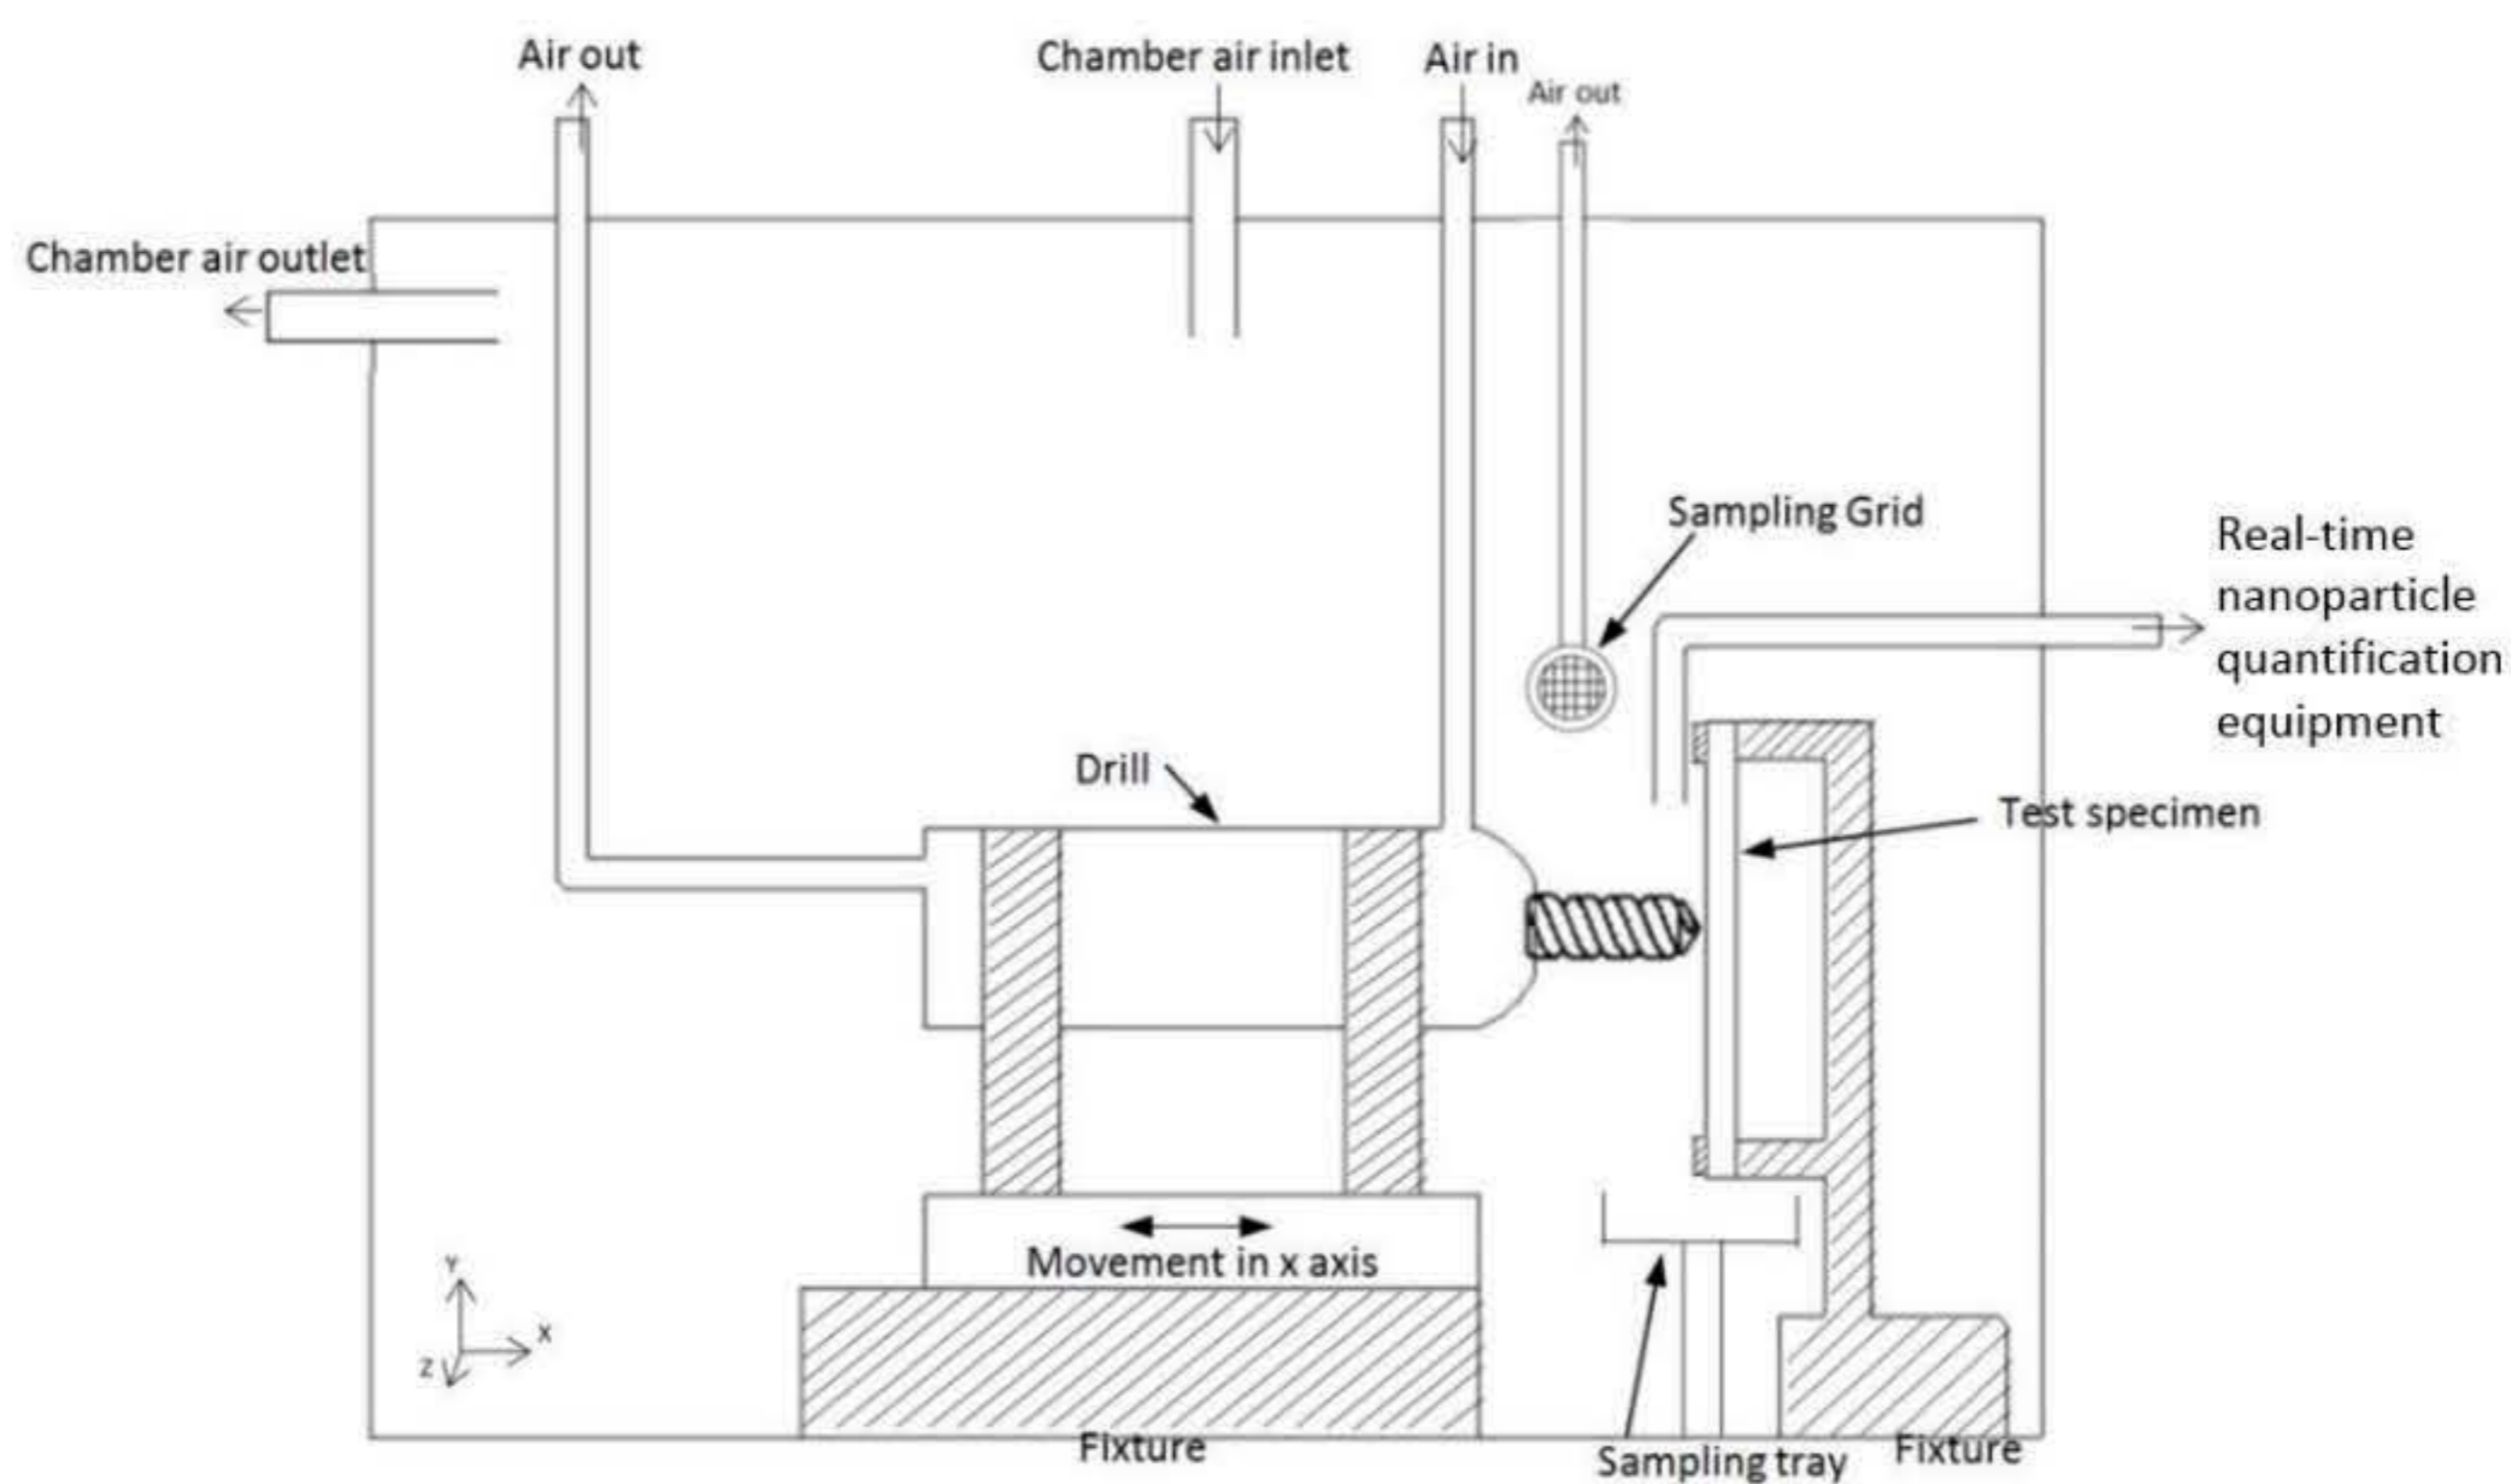 Air out
Chamber air inlet
Air in
Air out
Chamber air outlet
Sampling Grid
Real-time
nanoparticle
quantification
equipment
Drill
Test specimen
Movement in x axis
Y
X
Z
Fixture
Sampling tray
Fixture